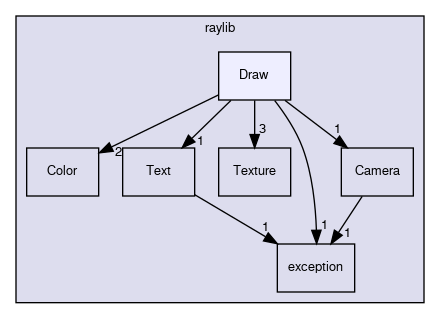 raylib
Draw
2
1
3
1
Color
Text
Texture
Camera
1
1
1
exception